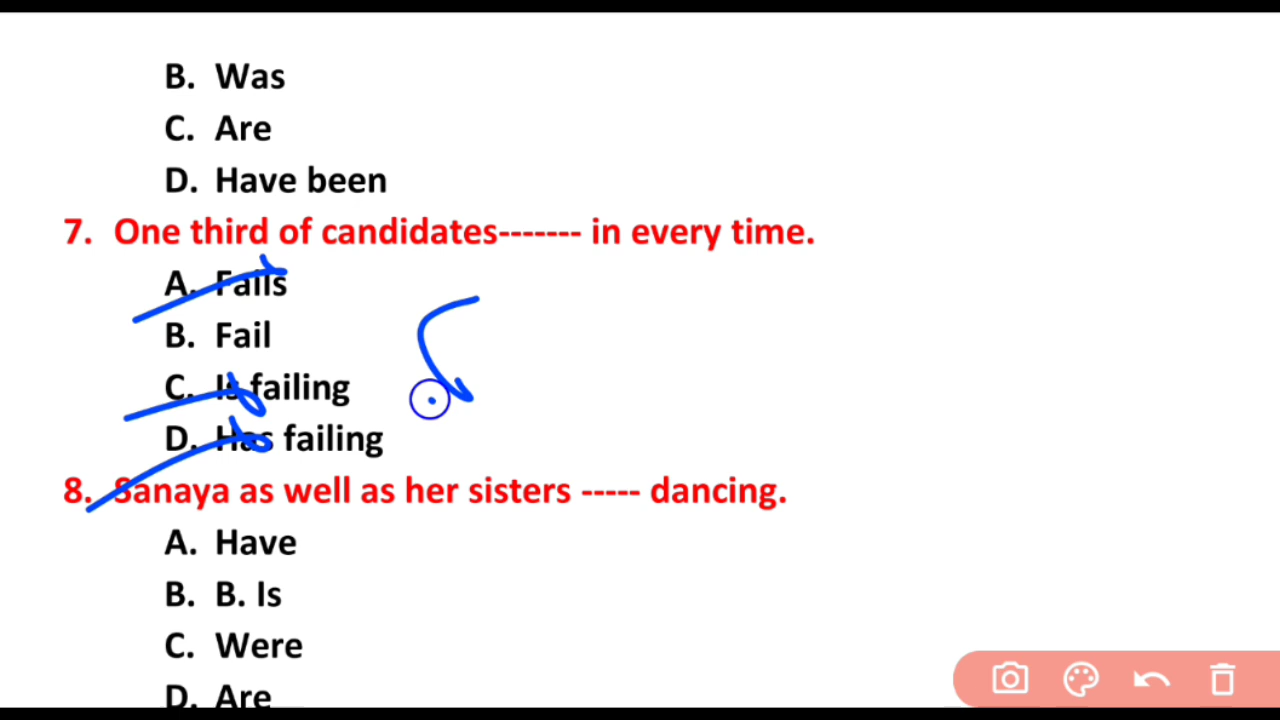 B. Was
C. Are
D. Have been
7. One third of candidates------- in every time.
A. Fails
B. Fail
C. Is failing
D. Has failing
8. Sanaya as well as her sisters ----- dancing.
A. Have
B. B. Is
C. Were
D. Are